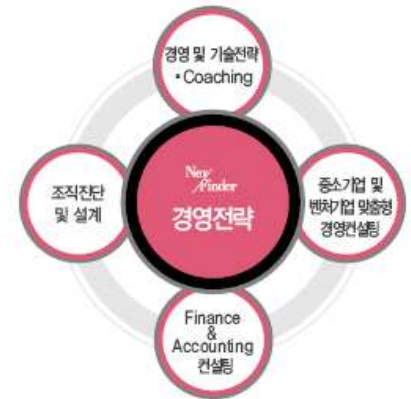 경영 및 기술전략
▪Coaching
조직진단
및 설계
New
Finder
경영전략
중소기업 및
벤처기업 맞춤형
경영컨설팅
Finance
&
Accounting
컨설팅